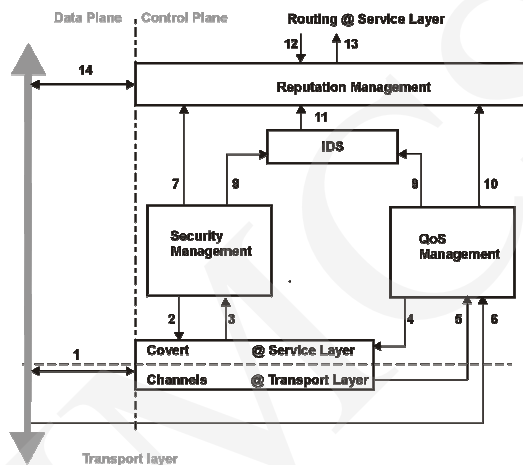 Data Plane Control Plane Routing @ Service Layer
12 13
14
Reputation Management
11
IDS
7 9 9 10
Security
Management
QoS
Management
2 3 4 5 6
1
Covert @ Service Layer
Channels @ Transport Layer
Transport layer